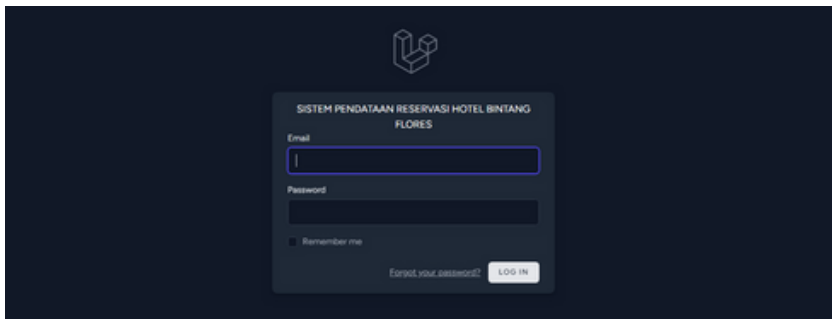 SISTEM PENDATAAN RESERVASI HOTEL BINTANG
FLORES
Email
Password
Remember me
Forgot your password?
LOG IN